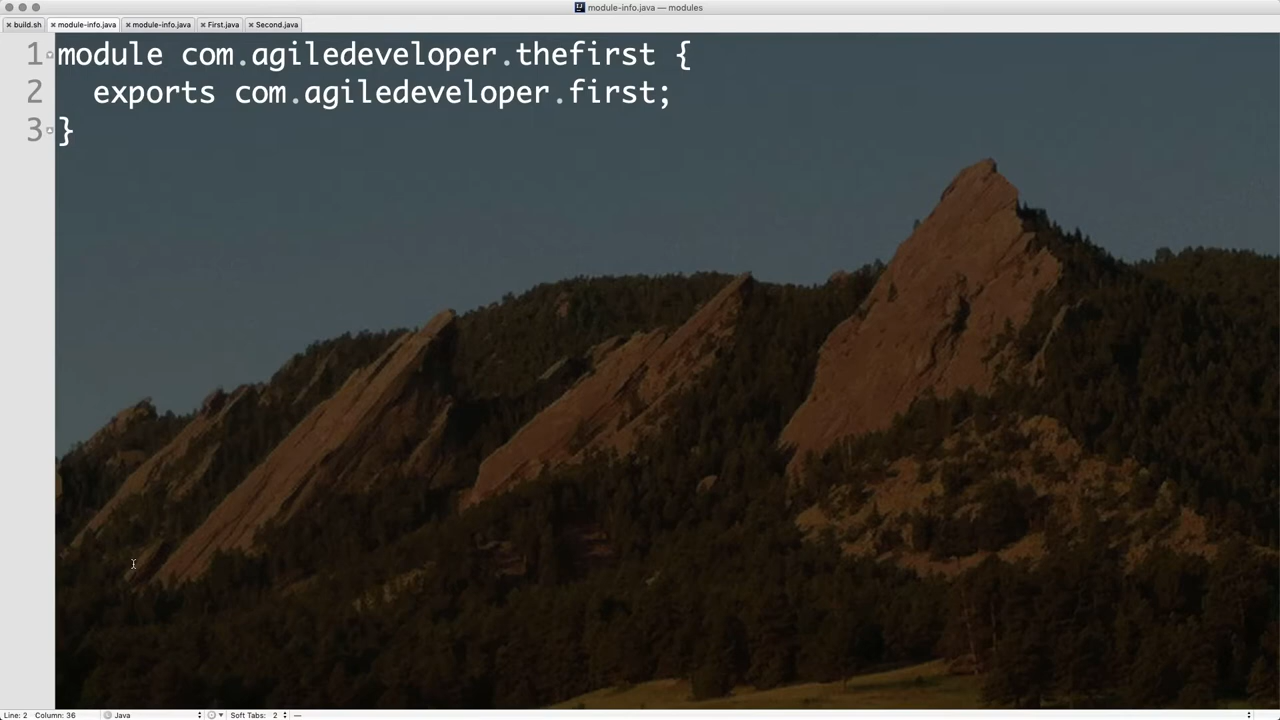 module-info.java — modules
build.sh
module-info.java
module-info.java
First.java
Second.java
1 module com.agiledeveloper.thefirst {
2   exports com.agiledeveloper.first;
3 }
Line: 2 Column: 36
Java
Soft Tabs: 2
—